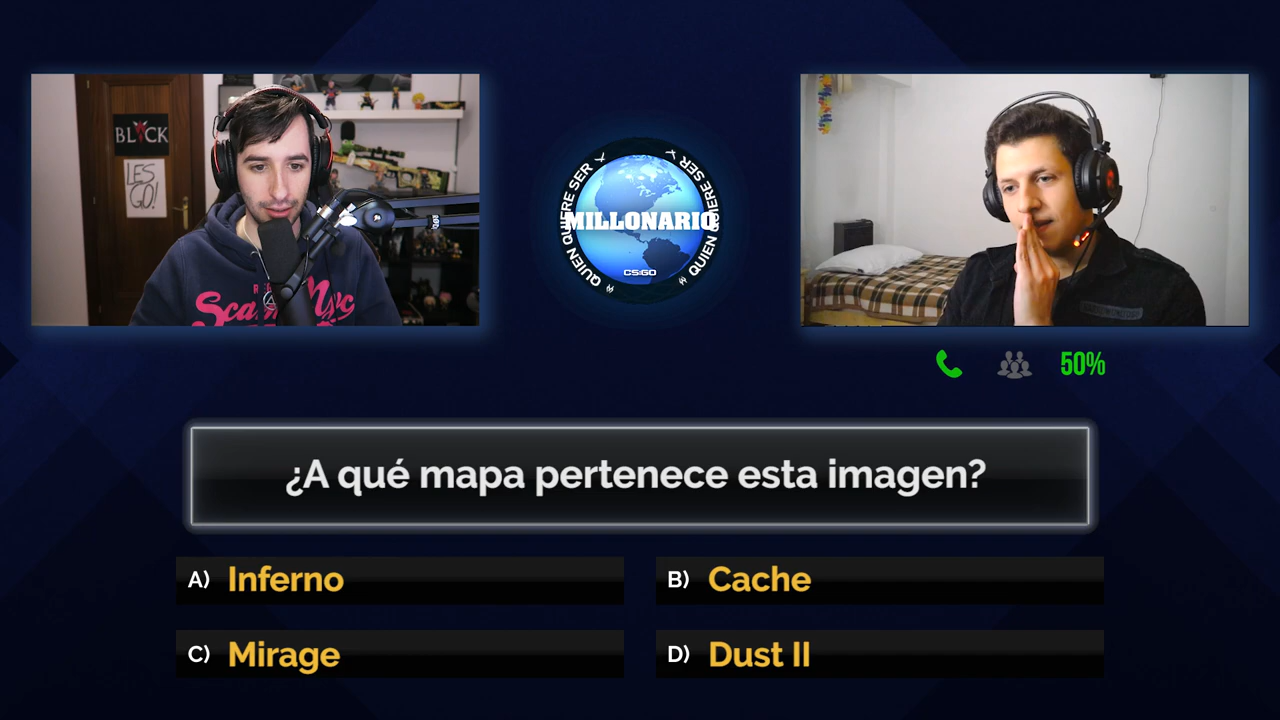 BLACK
LES
GO!
QUIEN QUIERE SER
QUIERE SER
QUIEN
MILLONARIO
CS:GO
50%
¿A qué mapa pertenece esta imagen?
A) Inferno
B) Cache
C) Mirage
D) Dust II